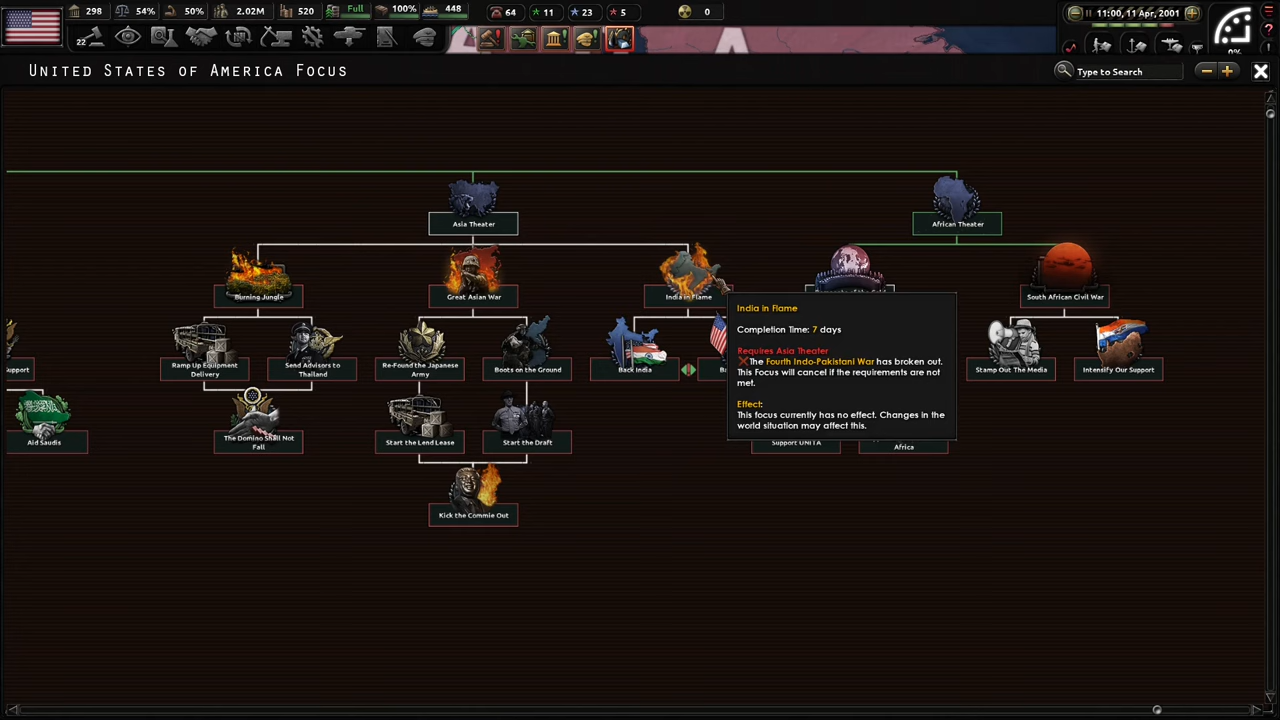 298
54%
50%
2.02M
520
Full
100%
448
64
11
23
5
0
11:00, 11 Apr, 2001
22
0%
UNITED STATES OF AMERICA FOCUS
Type to Search
Asia Theater
African Theater
Burning Jungle
Great Asian War
India in Flame
South African Civil War
Support
Ramp Up Equipment
Delivery
Send Advisors to
Thailand
Re-Found the Japanese
Army
Boots on the Ground
Back India
Stamp Out The Media
Intensify Our Support
Aid Saudis
The Domino Shall Not
Fall
Start the Lend Lease
Start the Draft
Support UNITA
Africa
Kick the Commie Out
India in Flame
Completion Time: 7 days
Requires Asia Theater
The Fourth Indo-Pakistani War has broken out.
This Focus will cancel if the requirements are not
met.
Effect:
This focus currently has no effect. Changes in the
world situation may affect this.